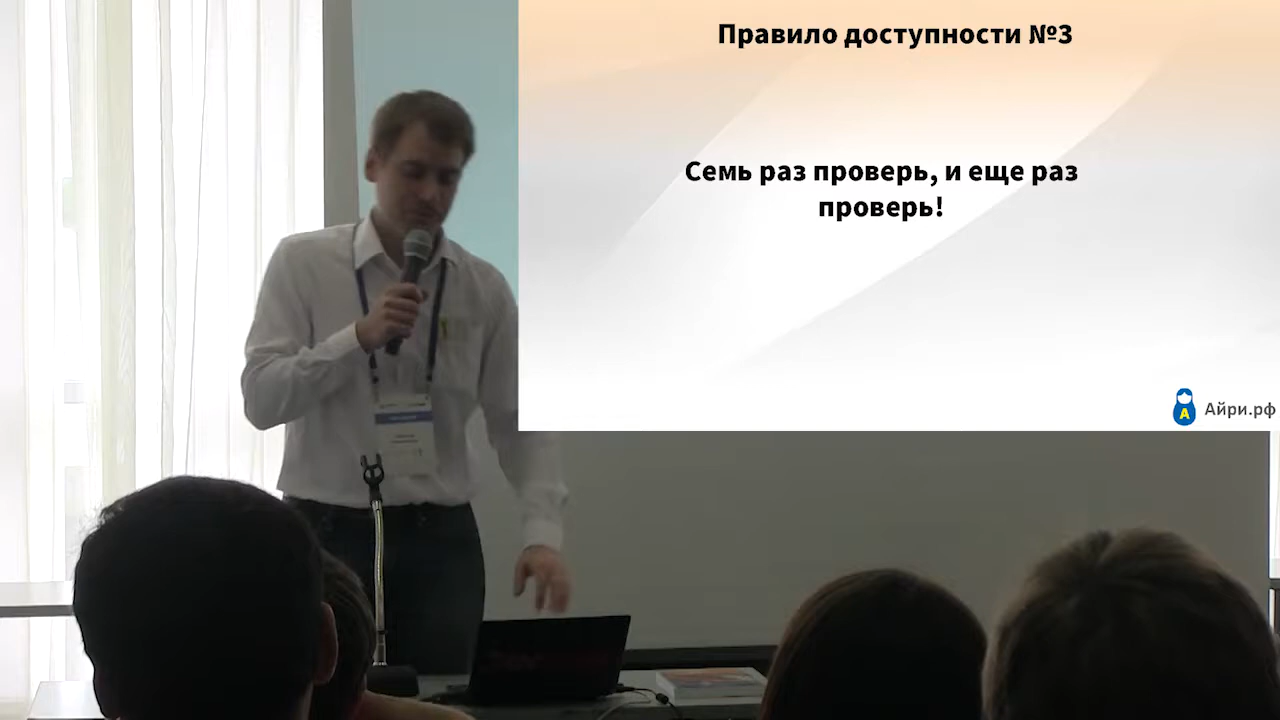 Правило доступности №3
Семь раз проверь, и еще раз
проверь!
А
Айри.рф